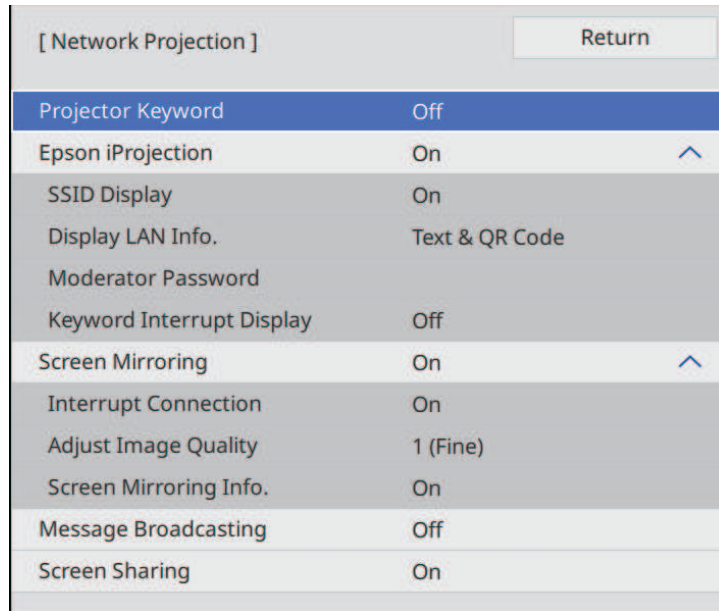 [ Network Projection ] Return
Projector Keyword Off
Epson iProjection On
SSID Display On
Display LAN Info. Text & QR Code
Moderator Password
Keyword Interrupt Display Off
Screen Mirroring On
Interrupt Connection On
Adjust Image Quality 1 (Fine)
Screen Mirroring Info. On
Message Broadcasting Off
Screen Sharing On